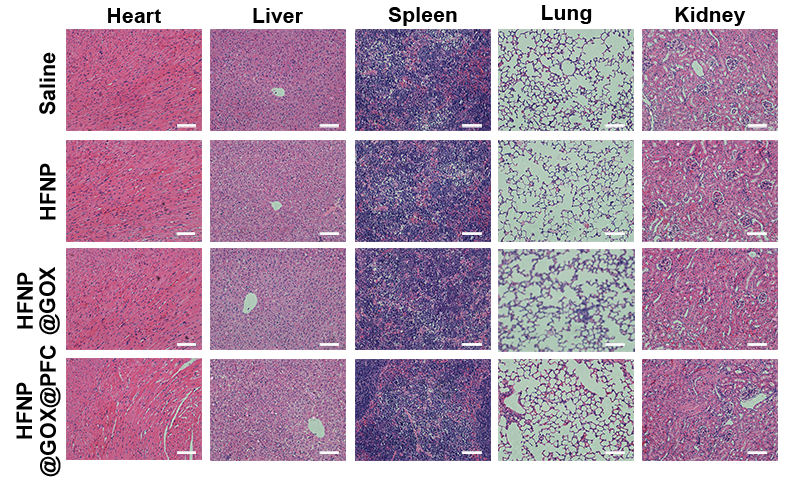 Heart Liver Spleen Lung Kidney
Saline
HFNP
HFNP
@GOX
HFNP
@GOX@PFC